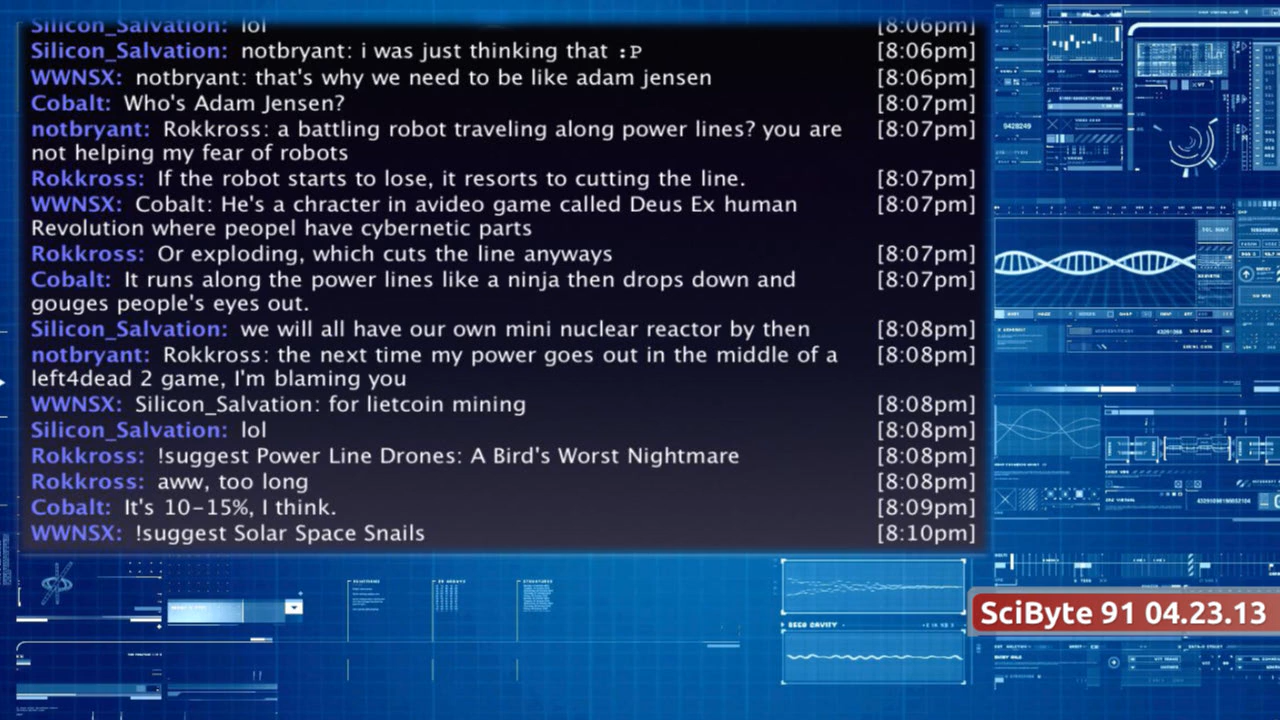 Silicon_Salvation: lol [8:06pm]
Silicon_Salvation: notbryant: i was just thinking that :P [8:06pm]
WWNSX: notbryant: that's why we need to be like adam jensen [8:06pm]
Cobalt: Who's Adam Jensen? [8:07pm]
notbryant: Rokkross: a battling robot traveling along power lines? you are [8:07pm]
not helping my fear of robots
Rokkross: If the robot starts to lose, it resorts to cutting the line. [8:07pm]
WWNSX: Cobalt: He's a chracter in avideo game called Deus Ex human [8:07pm]
Revolution where peopel have cybernetic parts
Rokkross: Or exploding, which cuts the line anyways [8:07pm]
Cobalt: It runs along the power lines like a ninja then drops down and [8:07pm]
gouges people's eyes out.
Silicon_Salvation: we will all have our own mini nuclear reactor by then [8:08pm]
notbryant: Rokkross: the next time my power goes out in the middle of a [8:08pm]
left4dead 2 game, I'm blaming you
WWNSX: Silicon_Salvation: for lietcoin mining [8:08pm]
Silicon_Salvation: lol [8:08pm]
Rokkross: !suggest Power Line Drones: A Bird's Worst Nightmare [8:08pm]
Rokkross: aww, too long [8:08pm]
Cobalt: It's 10-15%, I think. [8:09pm]
WWNSX: !suggest Solar Space Snails [8:10pm]
9428249
SciByte 91 04.23.13